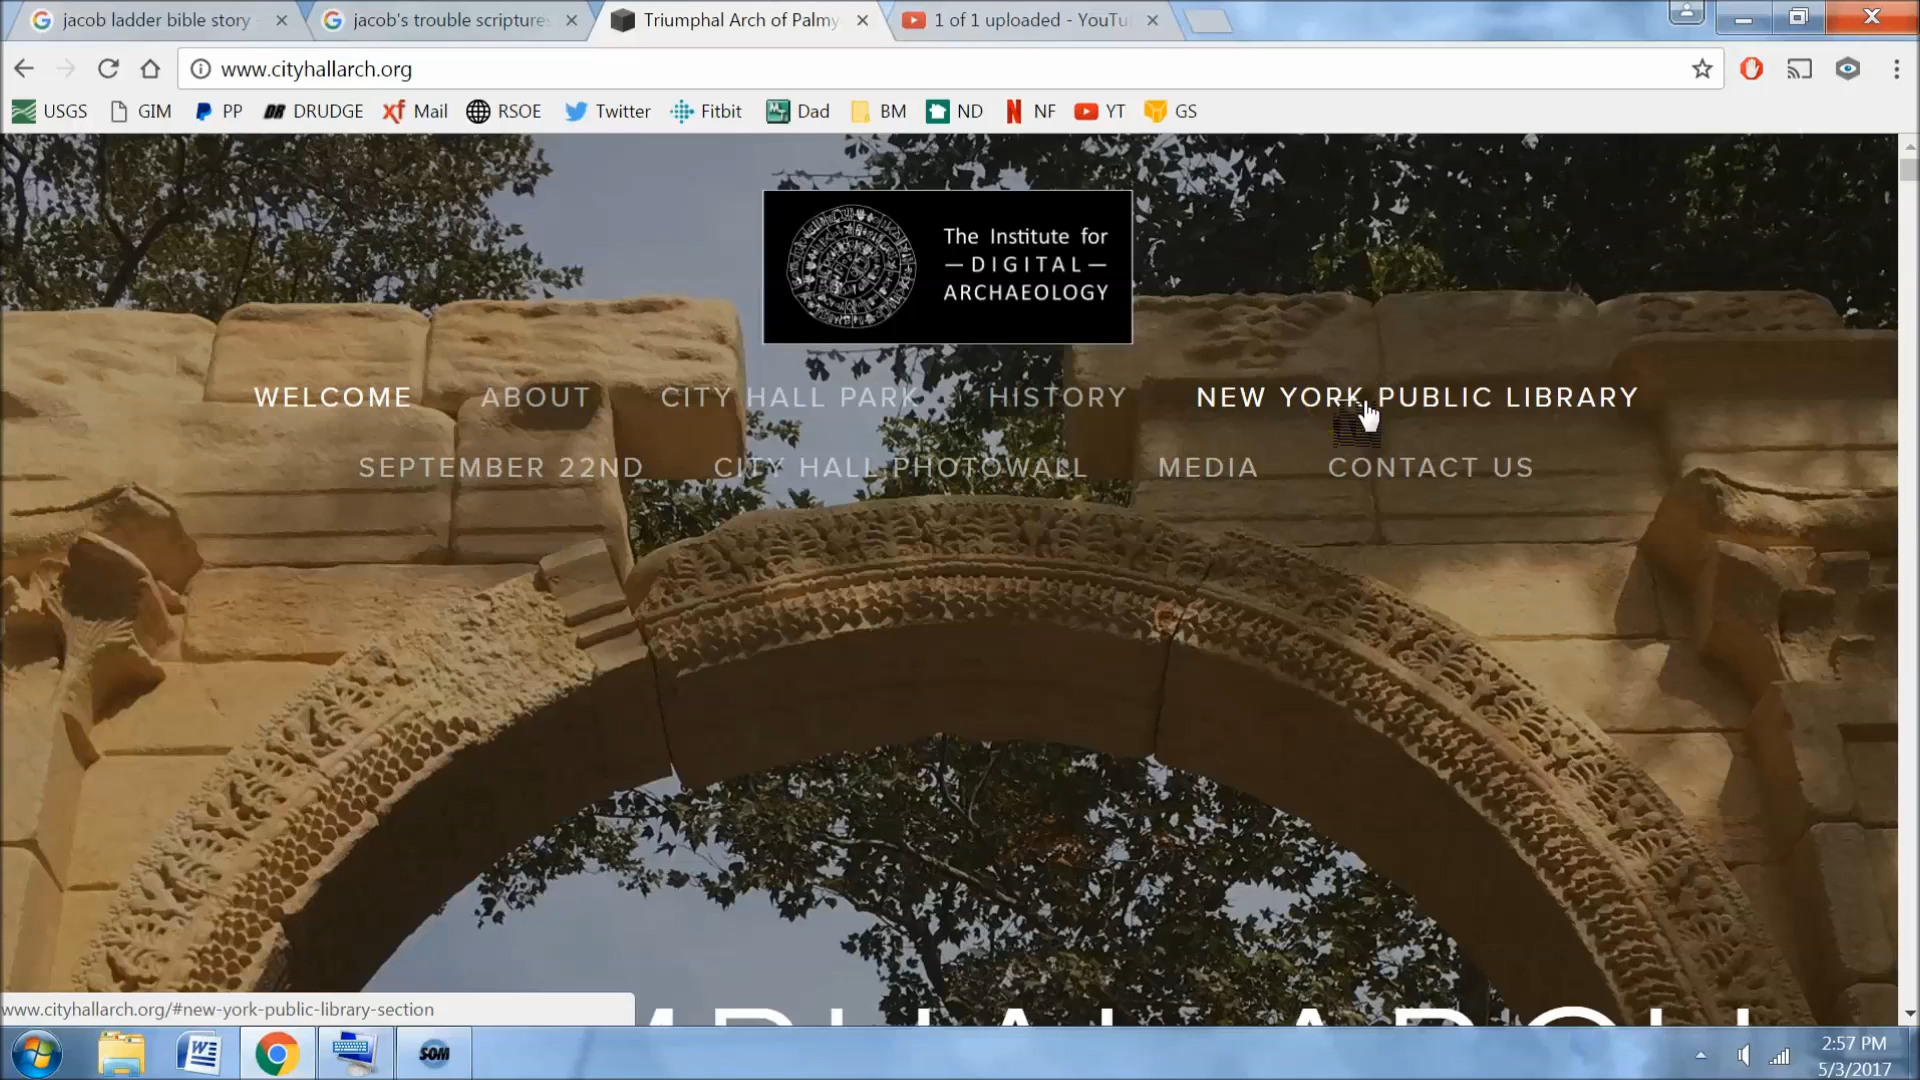 jacob ladder bible story
jacob's trouble scriptures
Triumphal Arch of Palmy
1 of 1 uploaded - YouTu
www.cityhallarch.org
USGS GIM PP DRUDGE Mail RSOE Twitter Fitbit Dad BM ND NF YT GS
The Institute for
DIGITAL
ARCHAEOLOGY
WELCOME ABOUT CITY HALL PARK HISTORY NEW YORK PUBLIC LIBRARY
SEPTEMBER 22ND CITY HALL PHOTOWALL MEDIA CONTACT US
www.cityhallarch.org/#new-york-public-library-section
SOM
2:57 PM
5/3/2017